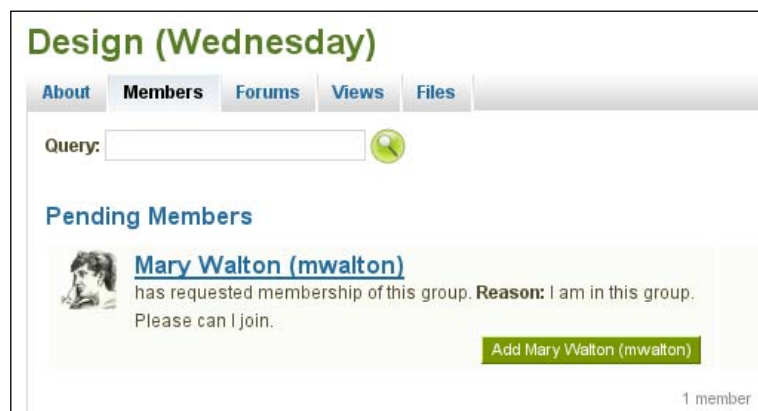 Design (Wednesday)
About Members Forums Views Files
Query:
Pending Members
Mary Walton (mwalton)
has requested membership of this group. Reason: I am in this group.
Please can I join.
Add Mary Walton (mwalton)
1 member